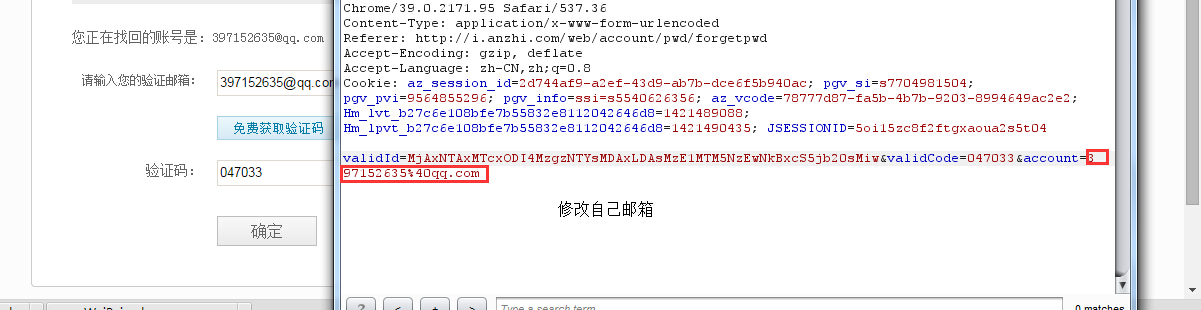 您正在找回的账号是：397152635@qq.com
请输入您的验证邮箱：
397152635@qq.com
免费获取验证码
验证码：
047033
确定
Chrome/39.0.2171.95 Safari/537.36
Content-Type: application/x-www-form-urlencoded
Referer: http://i.anzhi.com/web/account/pwd/forgetpwd
Accept-Encoding: gzip, deflate
Accept-Language: zh-CN,zh;q=0.8
Cookie: az_session_id=2d744af9-a2ef-43d9-ab7b-dce6f5b940ac; pgv_si=s7704981504;
pgv_pvi=9564855296; pgv_info=ssi=s5540626356; az_vcode=78777d87-fa5b-4b7b-9203-8994649ac2e2;
Hm_lvt_b27c6e108bfe7b55832e8112042646d8=1421489088;
Hm_lpvt_b27c6e108bfe7b55832e8112042646d8=1421490435; JSESSIONID=5oi15zc8f2ftgxaoua2s5t04
validId=MjAxNTAxMTcxODI4MzgzNTYsMDAxLDAsMzE1MTM5NzEwNkBxcS5jb20sMiw&validCode=047033&account=3
97152635%40qq.com
修改自己邮箱
? < + >
Type a search term
0 matches